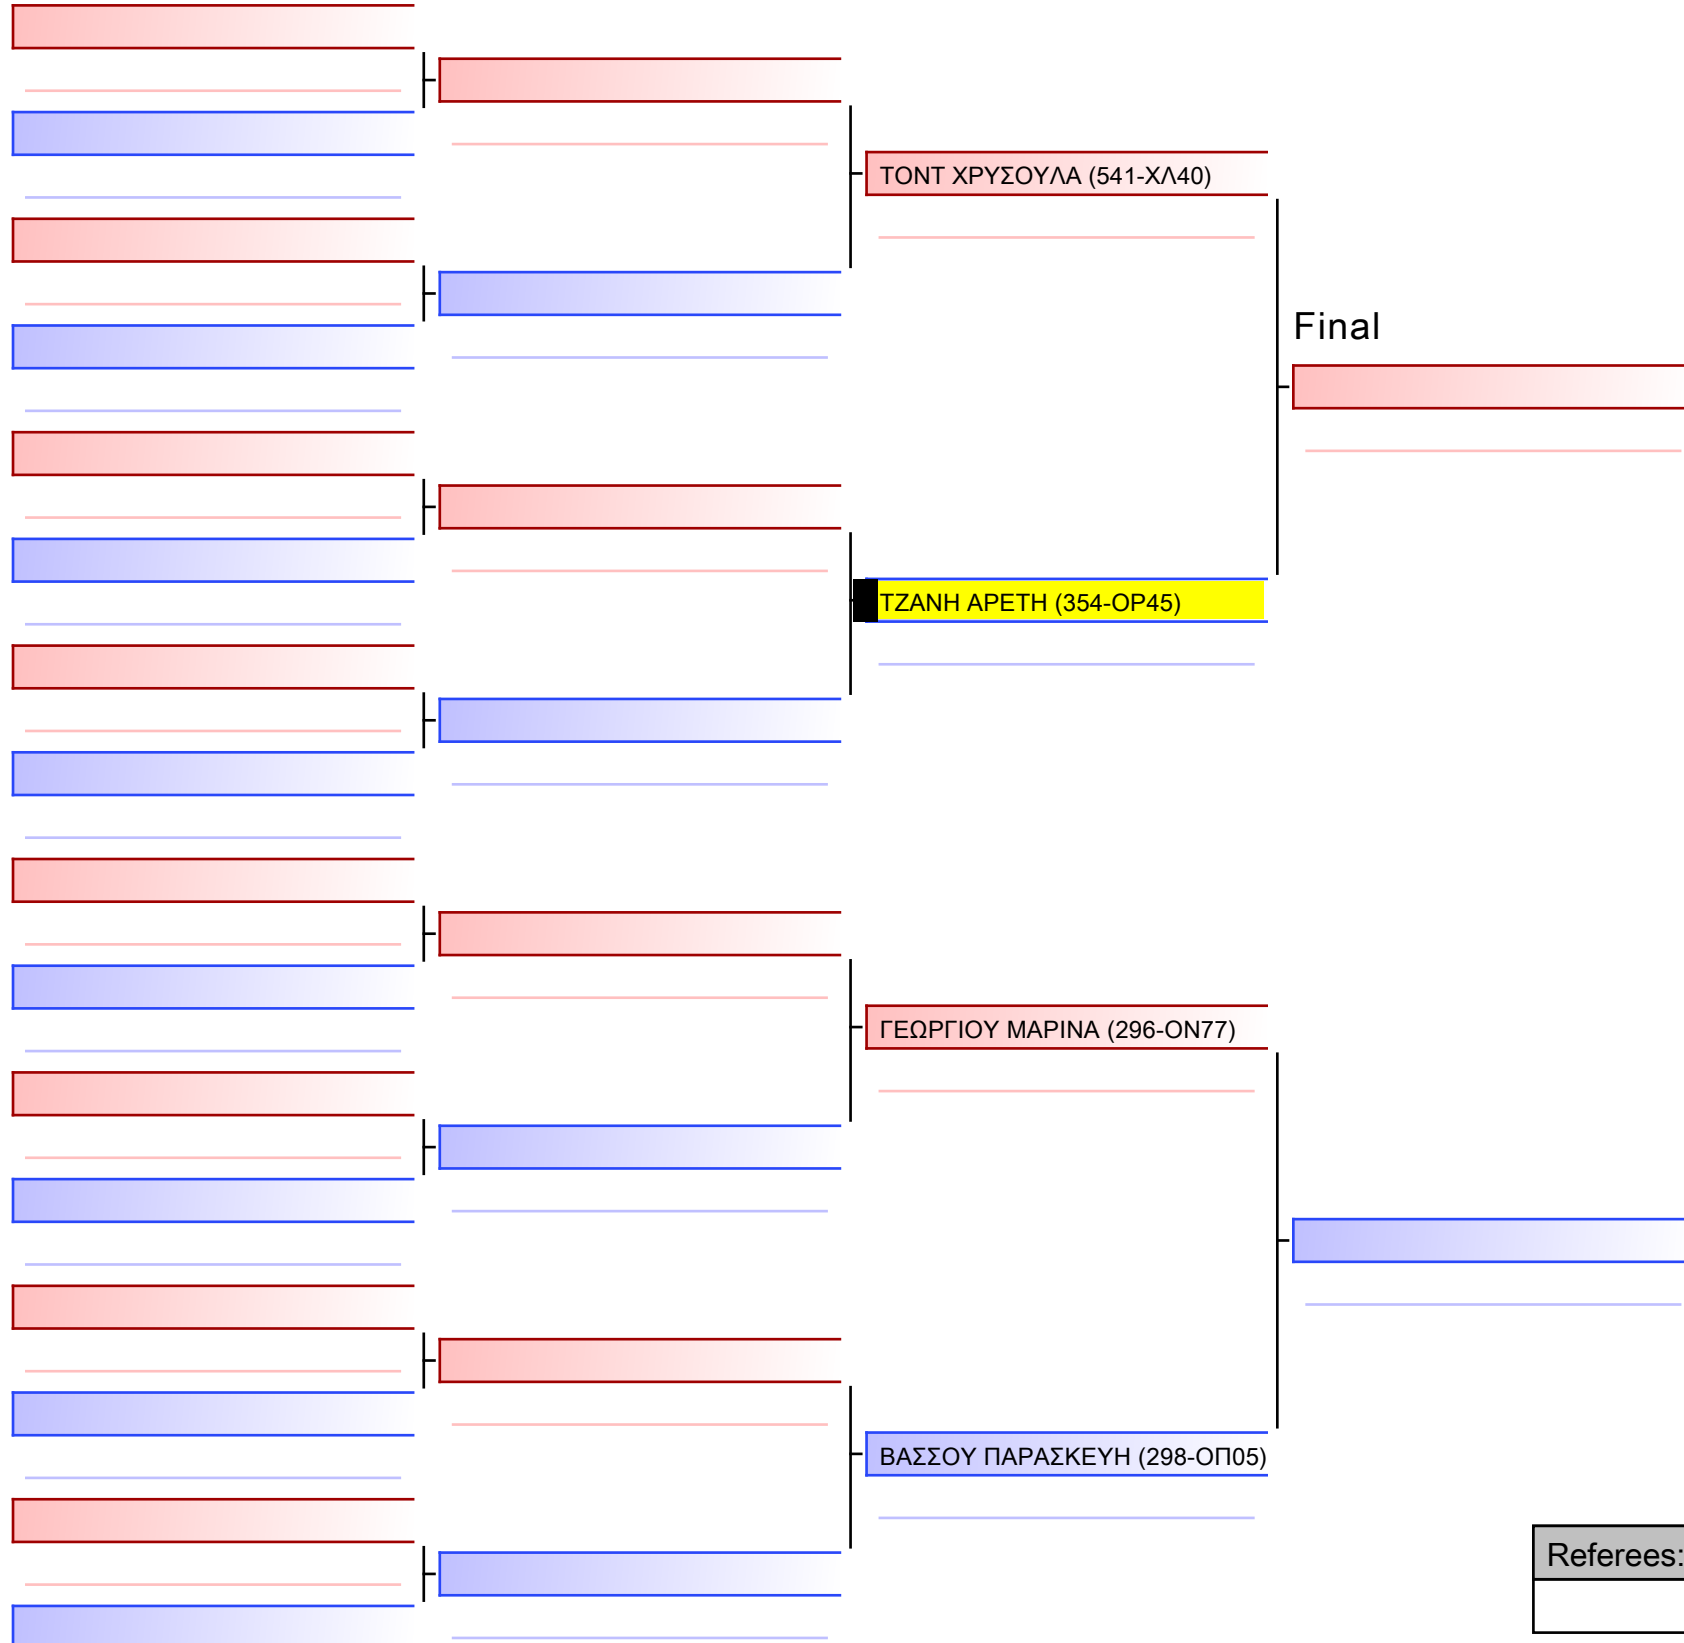 ΤΟΝΤ ΧΡΥΣΟΥΛΑ (541-ΧΛ40)
Final
ΤΖΑΝΗ ΑΡΕΤΗ (354-ΟΡ45)
ΓΕΩΡΓΙΟΥ ΜΑΡΙΝΑ (296-ΟΝ77)
ΒΑΣΣΟΥ ΠΑΡΑΣΚΕΥΗ (298-ΟΠ05)
Referees: